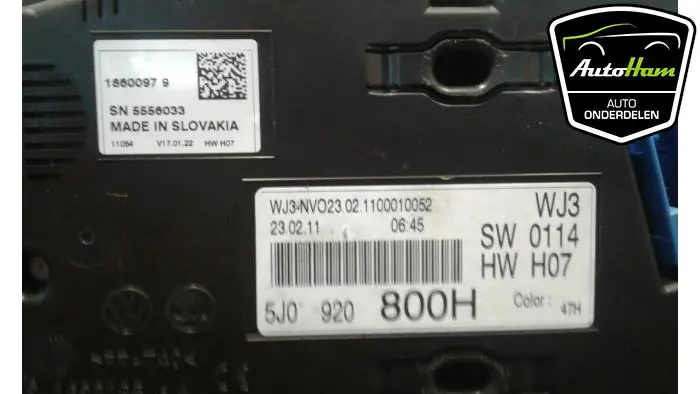 1860097 9
SN 5556033
MADE IN SLOVAKIA
11054 V17.01.22 HW H07
AutoHam
AUTO
ONDERDELEN
WJ3-NVO23.02.1100010052
23.02.11 06:45
WJ3
SW 0114
HW H07
5J0 920 800H Color: 47H